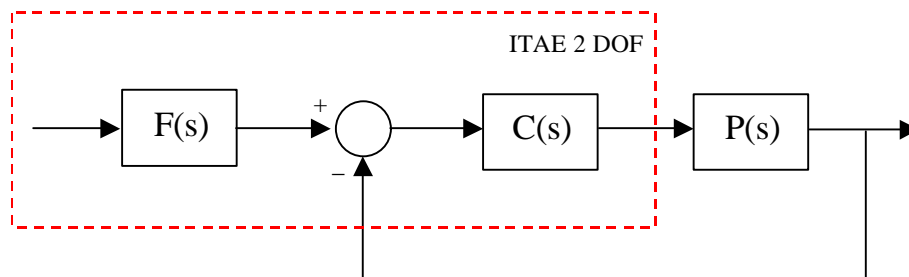 ITAE 2 DOF
F(s)
+
−
C(s)
P(s)